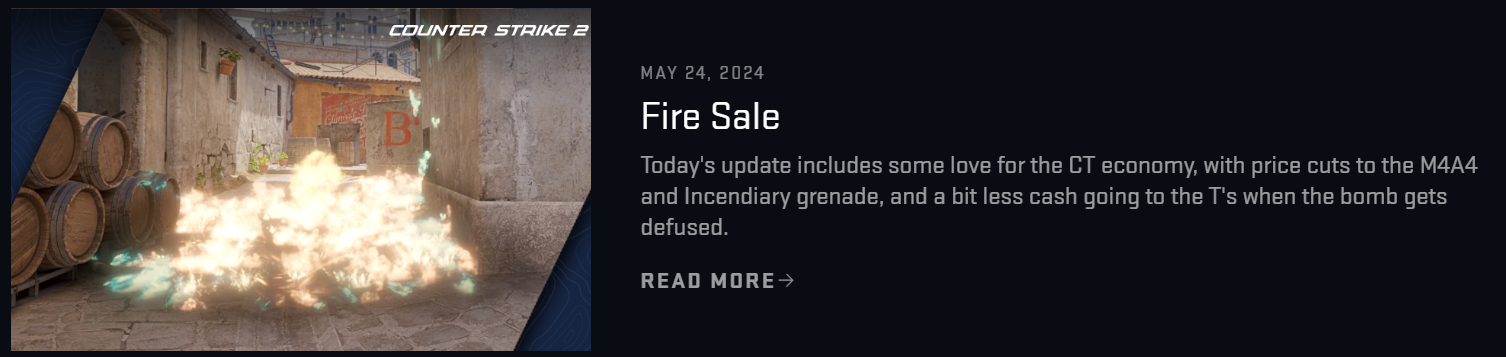 COUNTER STRIKE 2
B
MAY 24, 2024
Fire Sale
Today's update includes some love for the CT economy, with price cuts to the M4A4
and Incendiary grenade, and a bit less cash going to the T's when the bomb gets
defused.
READ MORE→